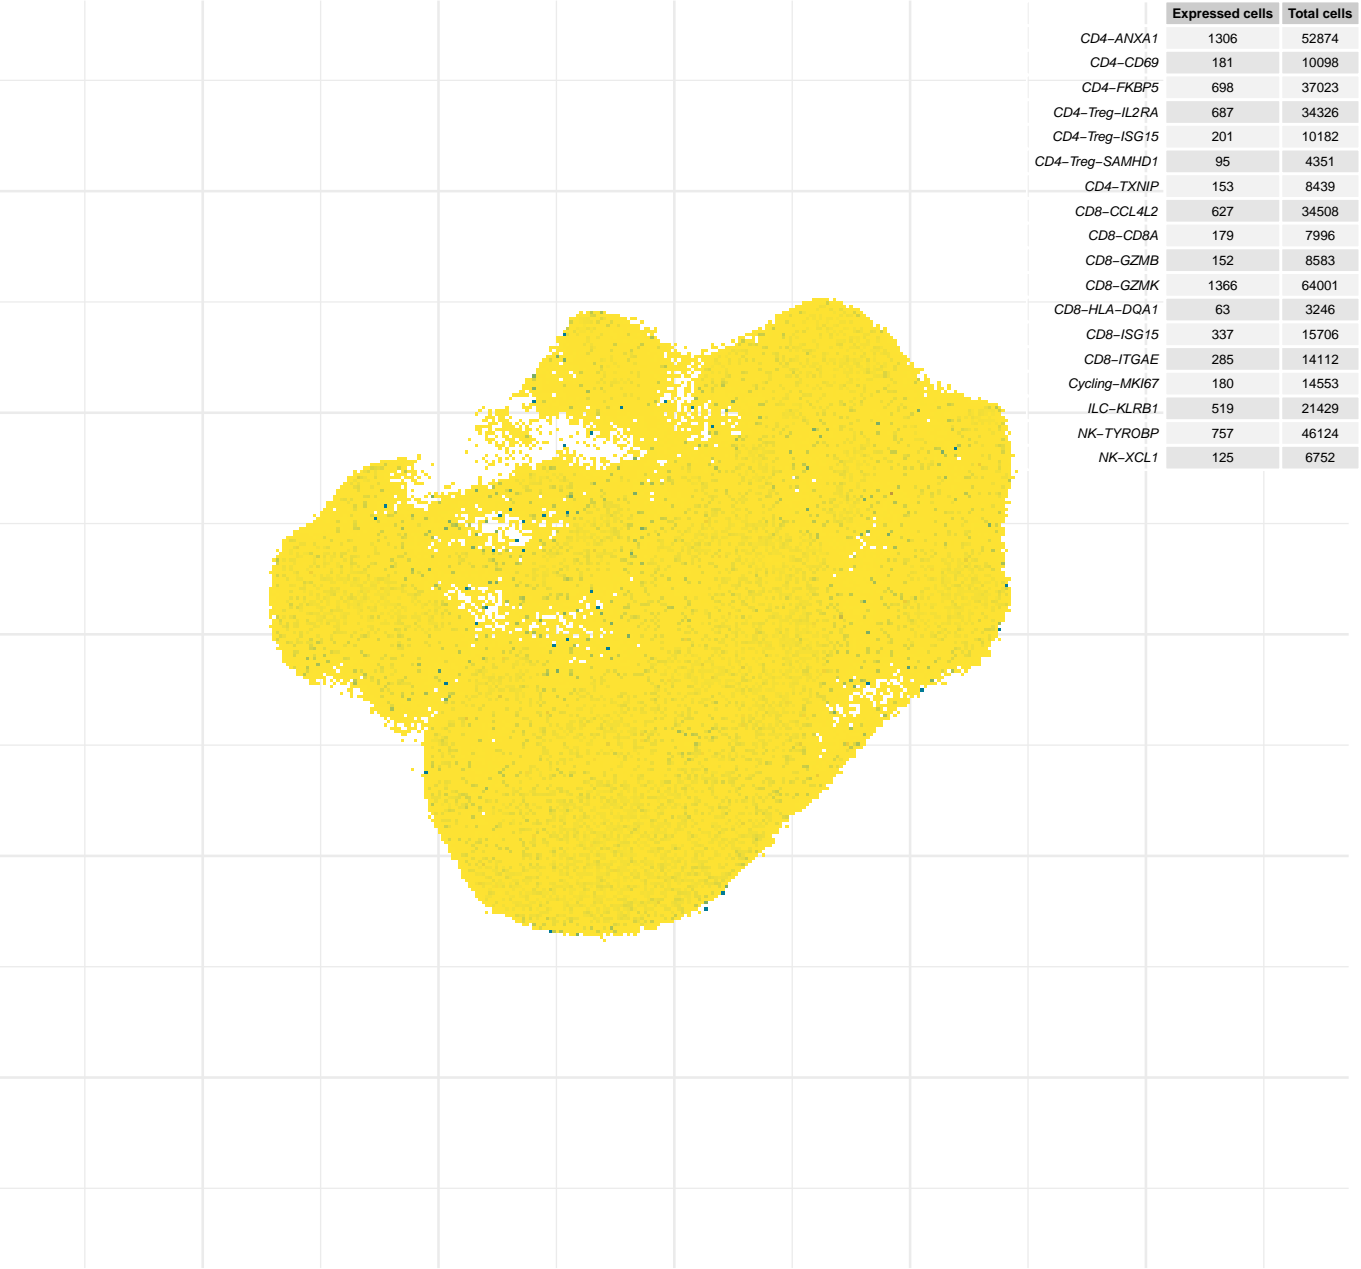 Expressed cells Total cells
CD4−ANXA1 1306 52874
CD4−CD69 181 10098
CD4−FKBP5 698 37023
CD4−Treg−IL2RA 687 34326
CD4−Treg−ISG15 201 10182
CD4−Treg−SAMHD1 95 4351
CD4−TXNIP 153 8439
CD8−CCL4L2 627 34508
CD8−CD8A 179 7996
CD8−GZMB 152 8583
CD8−GZMK 1366 64001
CD8−HLA−DQA1 63 3246
CD8−ISG15 337 15706
CD8−ITGAE 285 14112
Cycling−MKI67 180 14553
ILC−KLRB1 519 21429
NK−TYROBP 757 46124
NK−XCL1 125 6752